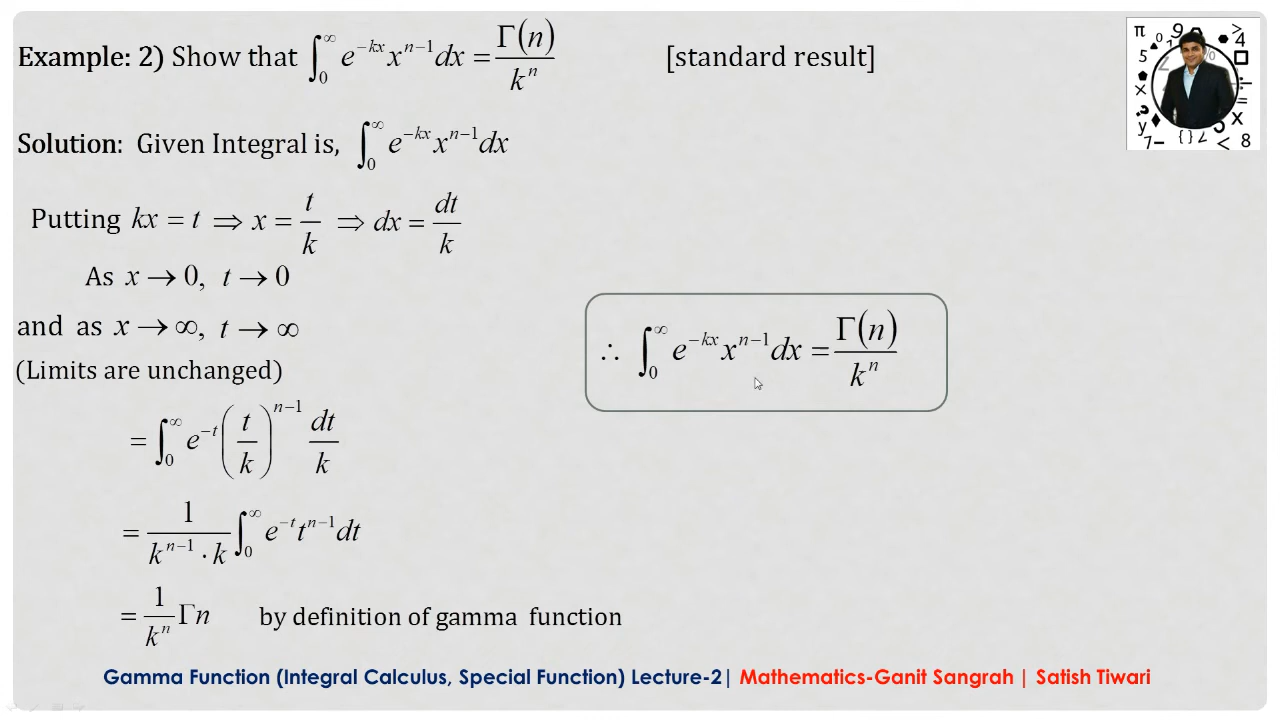 Example: 2) Show that ∫₀^∞ e^{-kx} x^{n-1} dx = Γ(n)/k^n [standard result]
Solution: Given Integral is, ∫₀^∞ e^{-kx} x^{n-1} dx
Putting kx = t ⇒ x = t/k ⇒ dx = dt/k
As x → 0, t → 0
and as x → ∞, t → ∞
(Limits are unchanged)
= ∫₀^∞ e^{-t} (t/k)^{n-1} dt/k
= 1/(k^{n-1} · k) ∫₀^∞ e^{-t} t^{n-1} dt
= 1/k^n Γn by definition of gamma function
∴ ∫₀^∞ e^{-kx} x^{n-1} dx = Γ(n)/k^n
Gamma Function (Integral Calculus, Special Function) Lecture-2| Mathematics-Ganit Sangrah | Satish Tiwari